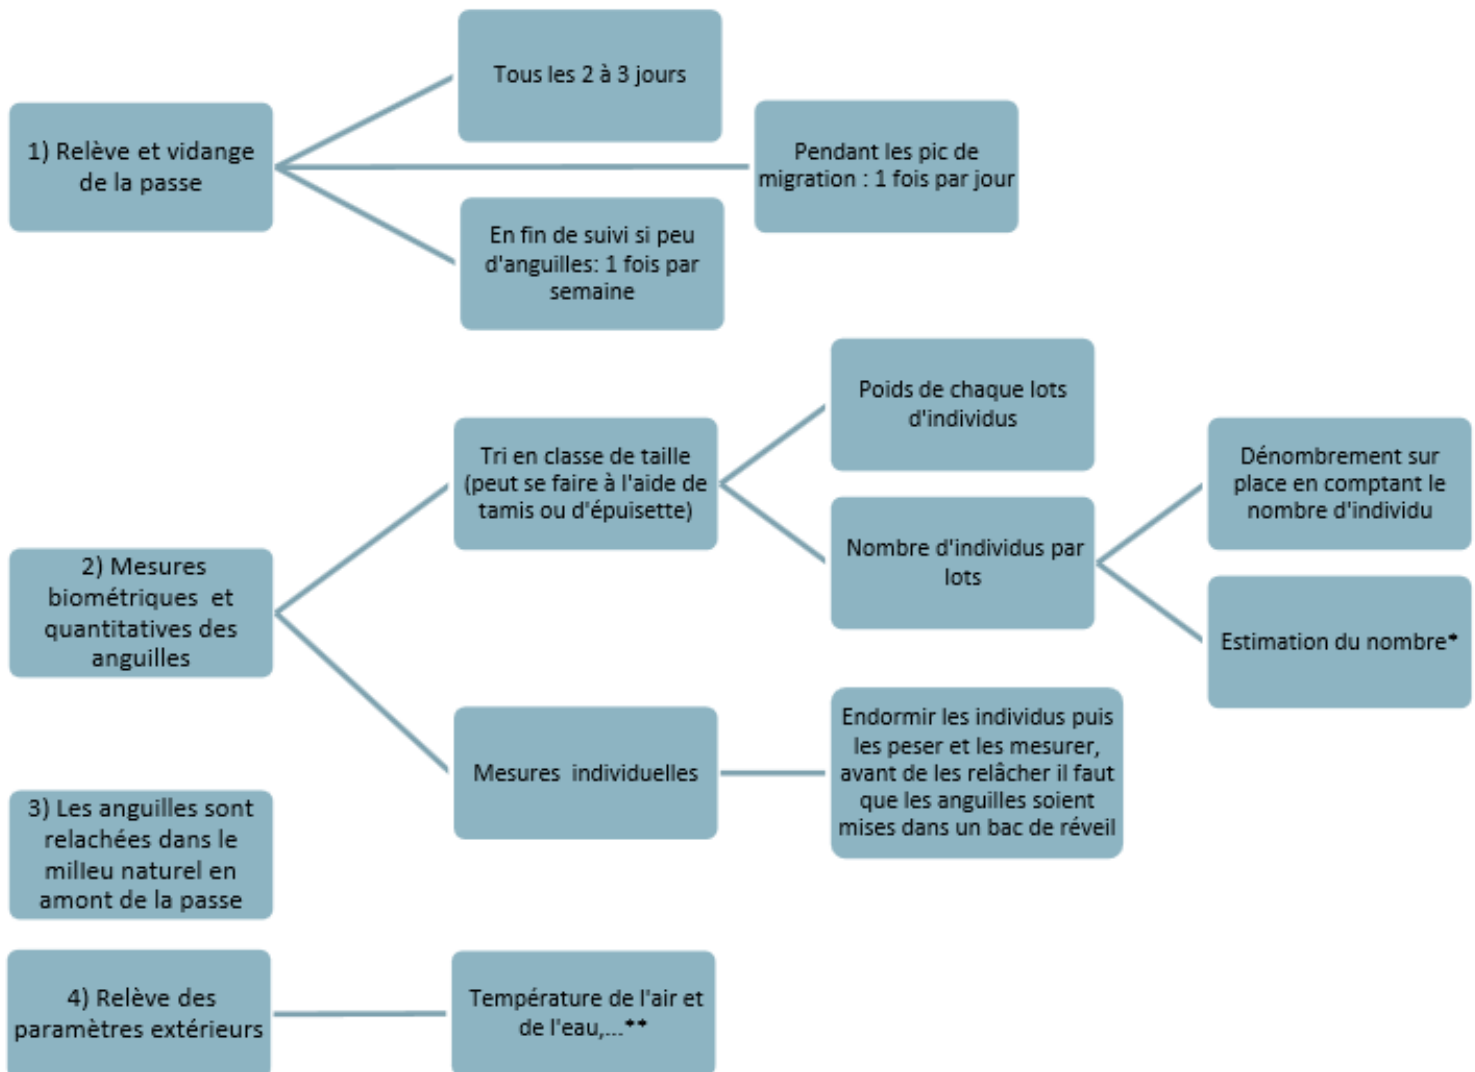 1) Relève et vidange
de la passe
Tous les 2 à 3 jours
Pendant les pic de
migration : 1 fois par jour
En fin de suivi si peu
d'anguilles: 1 fois par
semaine
2) Mesures
biométriques et
quantitatives des
anguilles
Tri en classe de taille
(peut se faire à l'aide de
tamis ou d'épuisette)
Poids de chaque lots
d'individus
Nombre d'individus par
lots
Dénombrement sur
place en comptant le
nombre d'individu
Estimation du nombre*
Mesures individuelles
Endormir les individus puis
les peser et les mesurer,
avant de les relâcher il faut
que les anguilles soient
mises dans un bac de réveil
3) Les anguilles sont
relachées dans le
milleu naturel en
amont de la passe
4) Relève des
paramètres extérieurs
Température de l'air et
de l'eau,...**